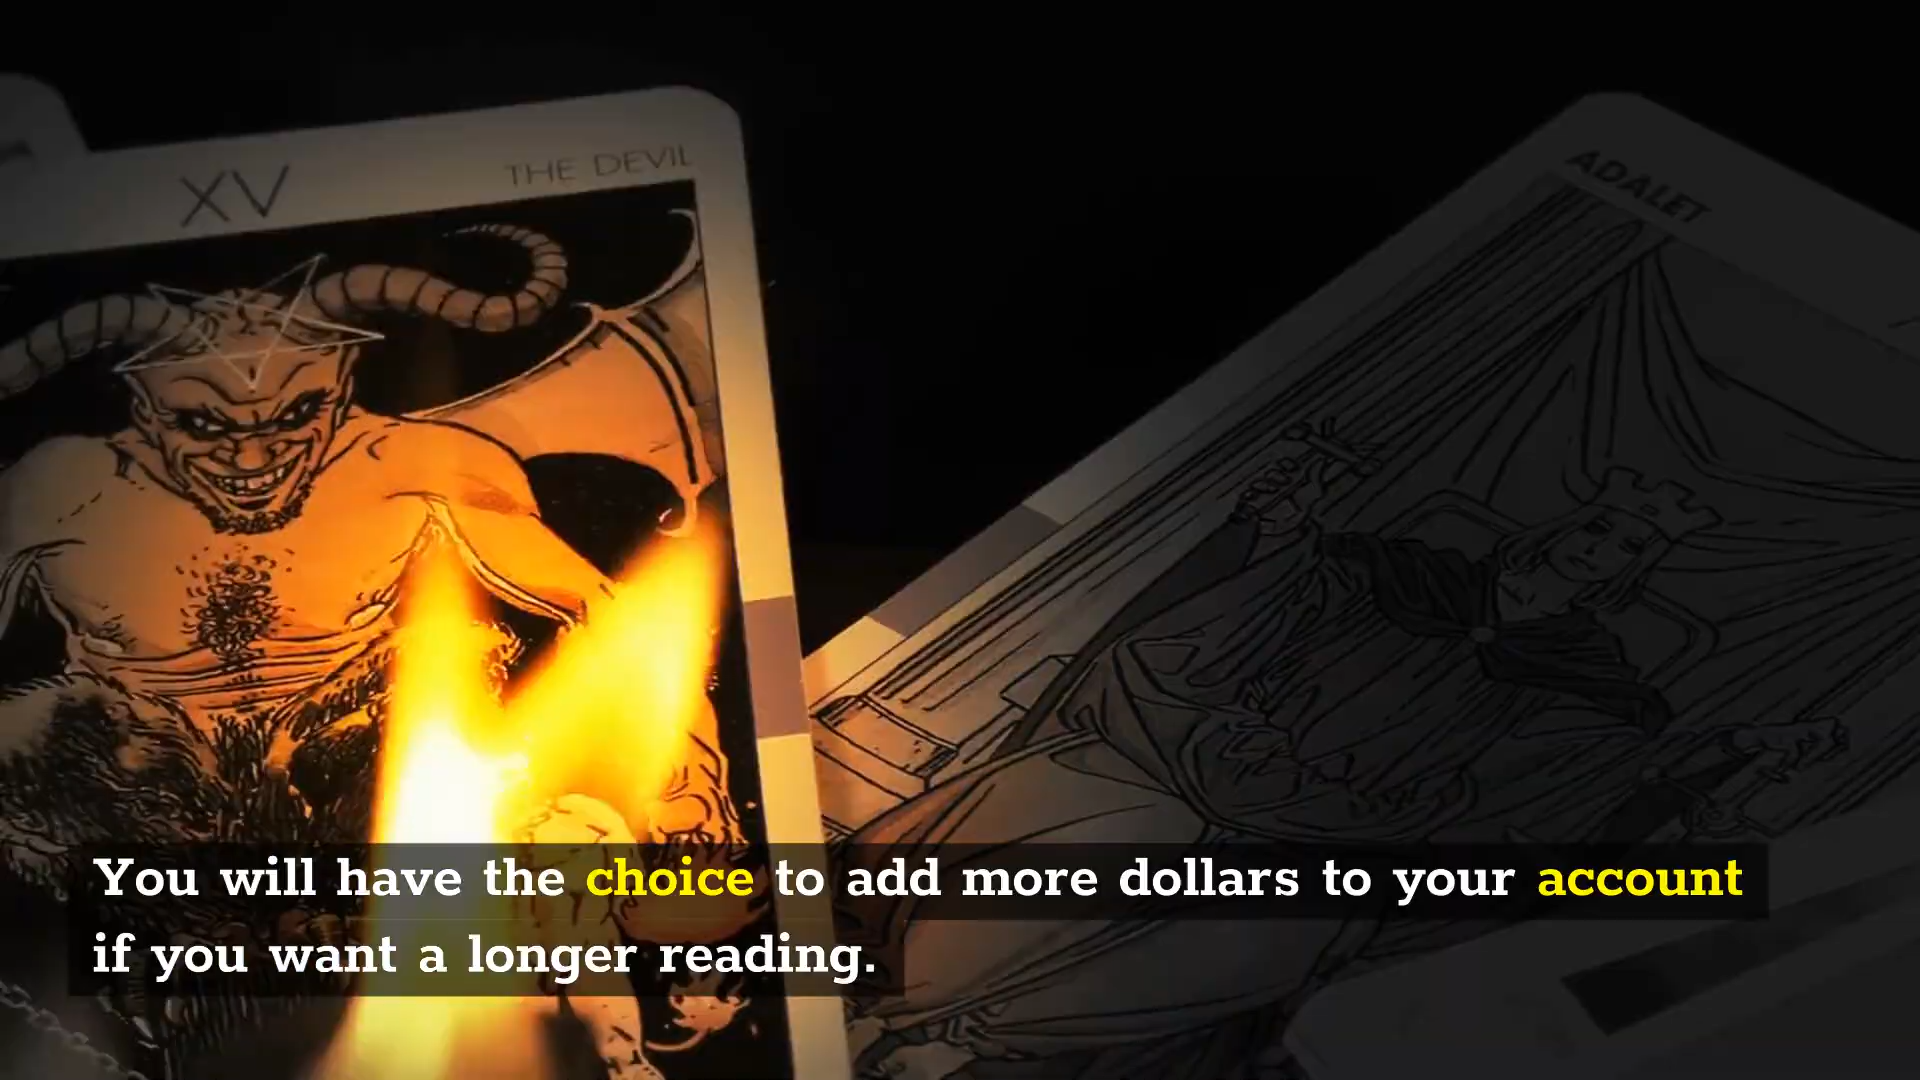 XV
THE DEVIL
ADALET
You will have the choice to add more dollars to your account
if you want a longer reading.